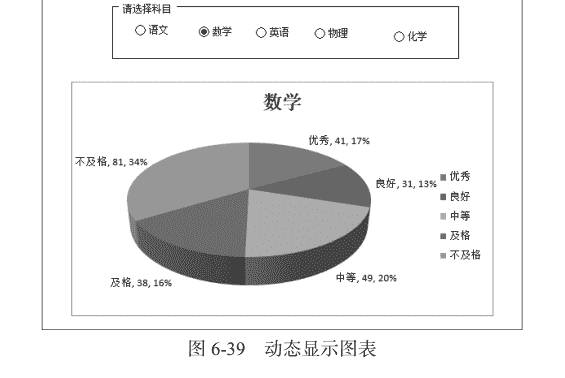 请选择科目
语文 数学 英语 物理 化学
数学
优秀, 41, 17%
不及格, 81, 34%
良好, 31, 13%
优秀
良好
中等
及格
不及格
及格, 38, 16%
中等, 49, 20%
图 6-39 动态显示图表